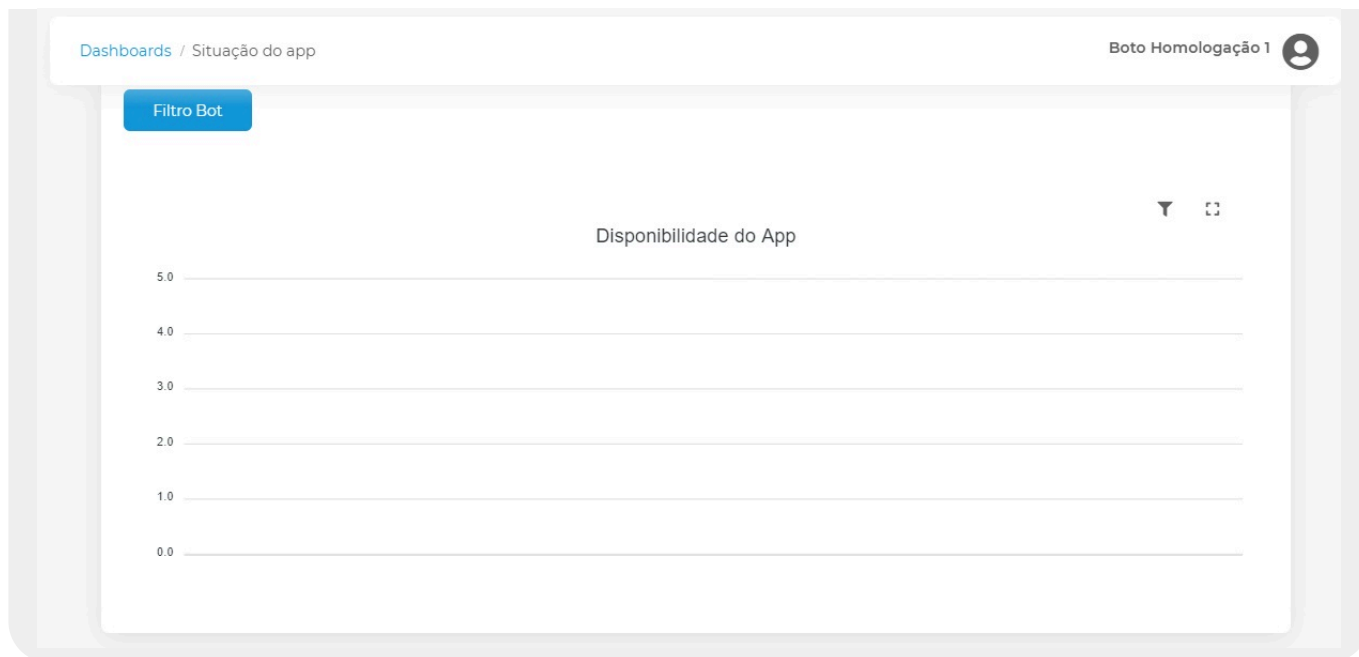 Dashboards / Situação do app
Boto Homologação 1
Filtro Bot
Disponibilidade do App
5.0
4.0
3.0
2.0
1.0
0.0